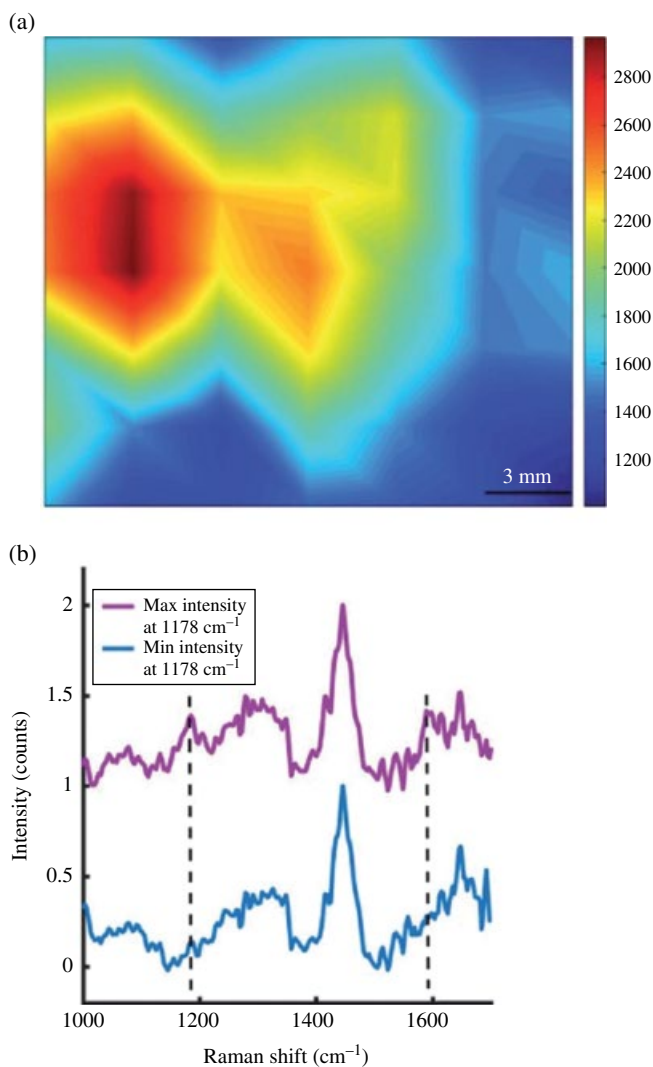 (a)
2800
2600
2400
2200
2000
1800
1600
1400
1200
3 mm
(b)
Max intensity
at 1178 cm⁻¹
Min intensity
at 1178 cm⁻¹
2
1.5
1
0.5
0
Intensity (counts)
1000
1200
1400
1600
Raman shift (cm⁻¹)